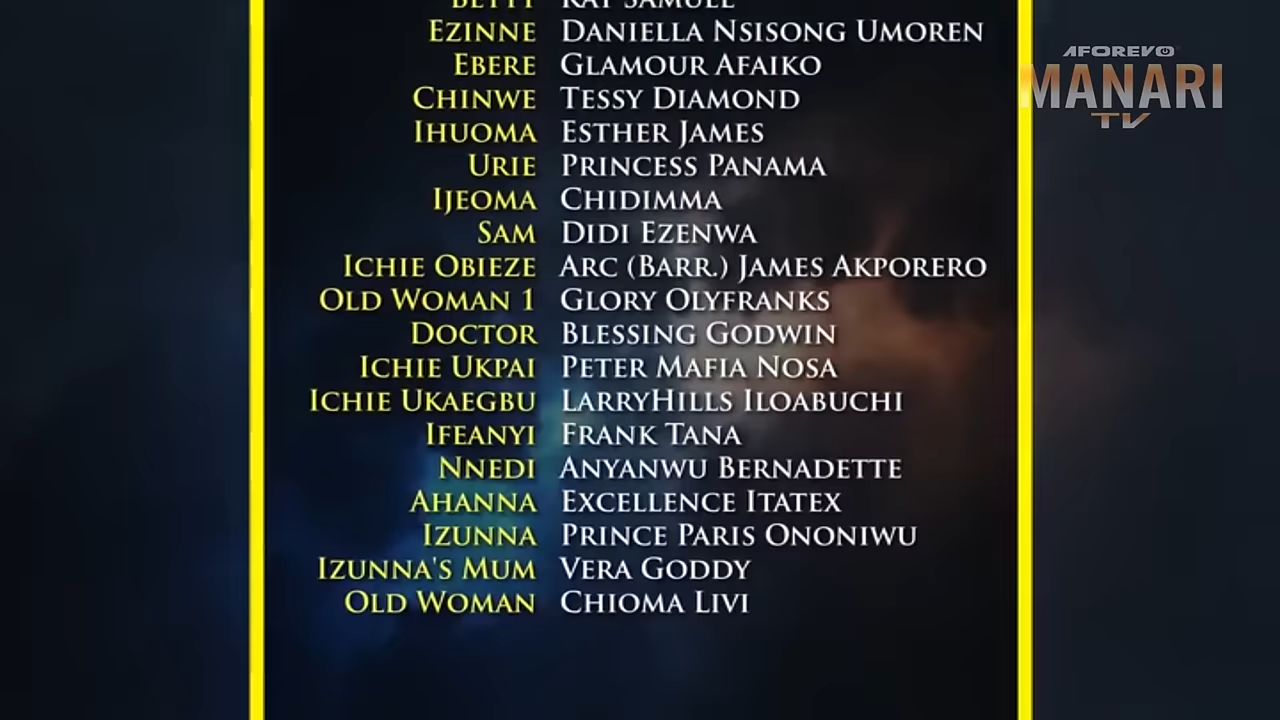 BETTY KAY SAMUEL
EZINNE DANIELLA NSISONG UMOREN
EBERE GLAMOUR AFAIKO
CHINWE TESSY DIAMOND
IHUOMA ESTHER JAMES
URIE PRINCESS PANAMA
IJEOMA CHIDIMMA
SAM DIDI EZENWA
ICHIE OBIEZE ARC (BARR.) JAMES AKPORERO
OLD WOMAN 1 GLORY OLYFRANKS
DOCTOR BLESSING GODWIN
ICHIE UKPAI PETER MAFIA NOSA
ICHIE UKAEGBU LARRYHILLS ILOABUCHI
IFEANYI FRANK TANA
NNEDI ANYANWU BERNADETTE
AHANNA EXCELLENCE ITATEX
IZUNNA PRINCE PARIS ONONIWU
IZUNNA'S MUM VERA GODDY
OLD WOMAN CHIOMA LIVI
AFOREVO
MANARI
TV